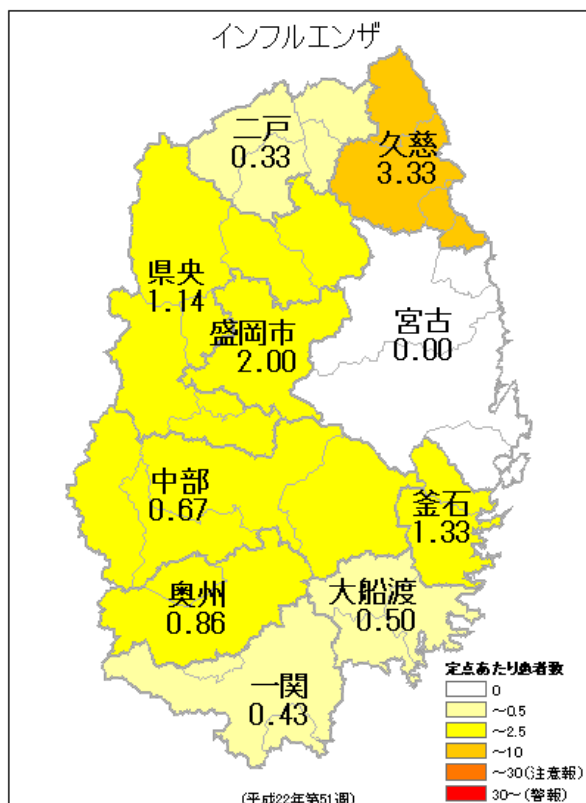 インフルエンザ
二戸
0.33
久慈
3.33
県央
1.14
盛岡市
2.00
宮古
0.00
中部
0.67
釜石
1.33
奥州
0.86
大船渡
0.50
一関
0.43
定点あたり患者数
0
～0.5
～2.5
～10
～30(注意報)
30～(警報)
(平成22年第51週)